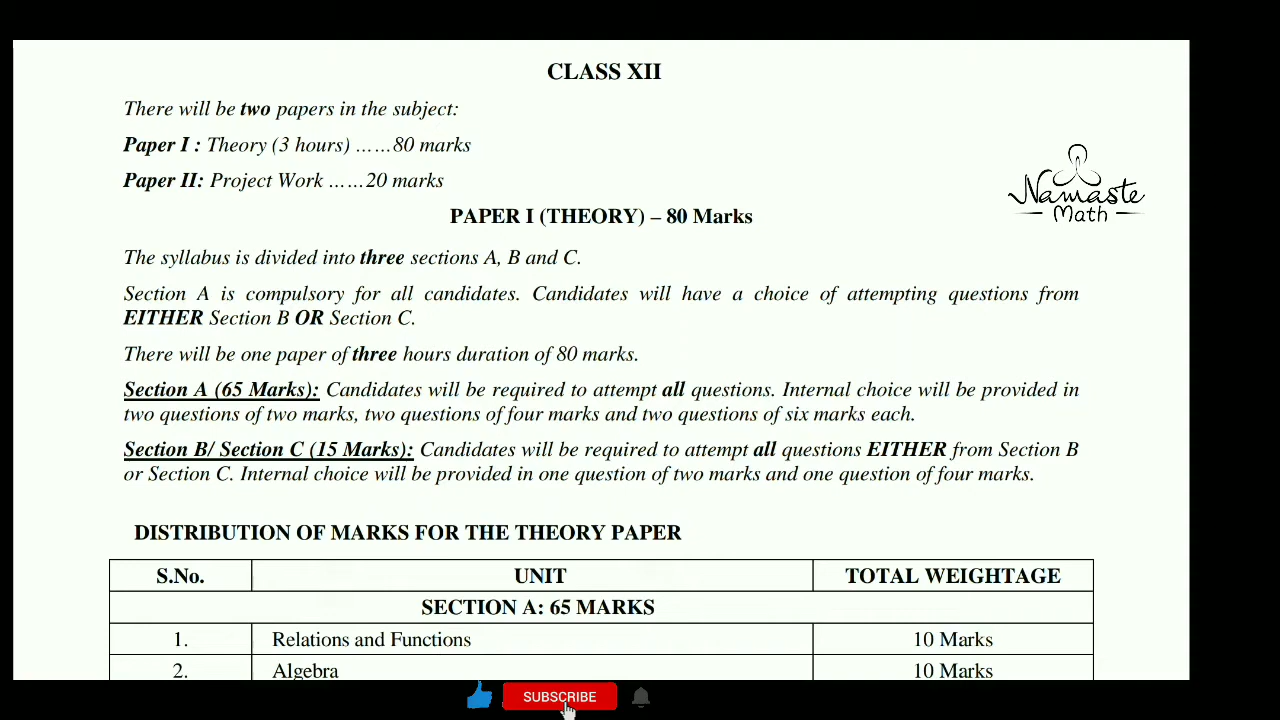 CLASS XII
There will be two papers in the subject:
Paper I : Theory (3 hours) ……80 marks
Paper II: Project Work ……20 marks
Namaste
Math
PAPER I (THEORY) – 80 Marks
The syllabus is divided into three sections A, B and C.
Section A is compulsory for all candidates. Candidates will have a choice of attempting questions from
EITHER Section B OR Section C.
There will be one paper of three hours duration of 80 marks.
Section A (65 Marks): Candidates will be required to attempt all questions. Internal choice will be provided in
two questions of two marks, two questions of four marks and two questions of six marks each.
Section B/ Section C (15 Marks): Candidates will be required to attempt all questions EITHER from Section B
or Section C. Internal choice will be provided in one question of two marks and one question of four marks.
DISTRIBUTION OF MARKS FOR THE THEORY PAPER
S.No. UNIT TOTAL WEIGHTAGE
SECTION A: 65 MARKS
1. Relations and Functions 10 Marks
2. Algebra 10 Marks
SUBSCRIBE